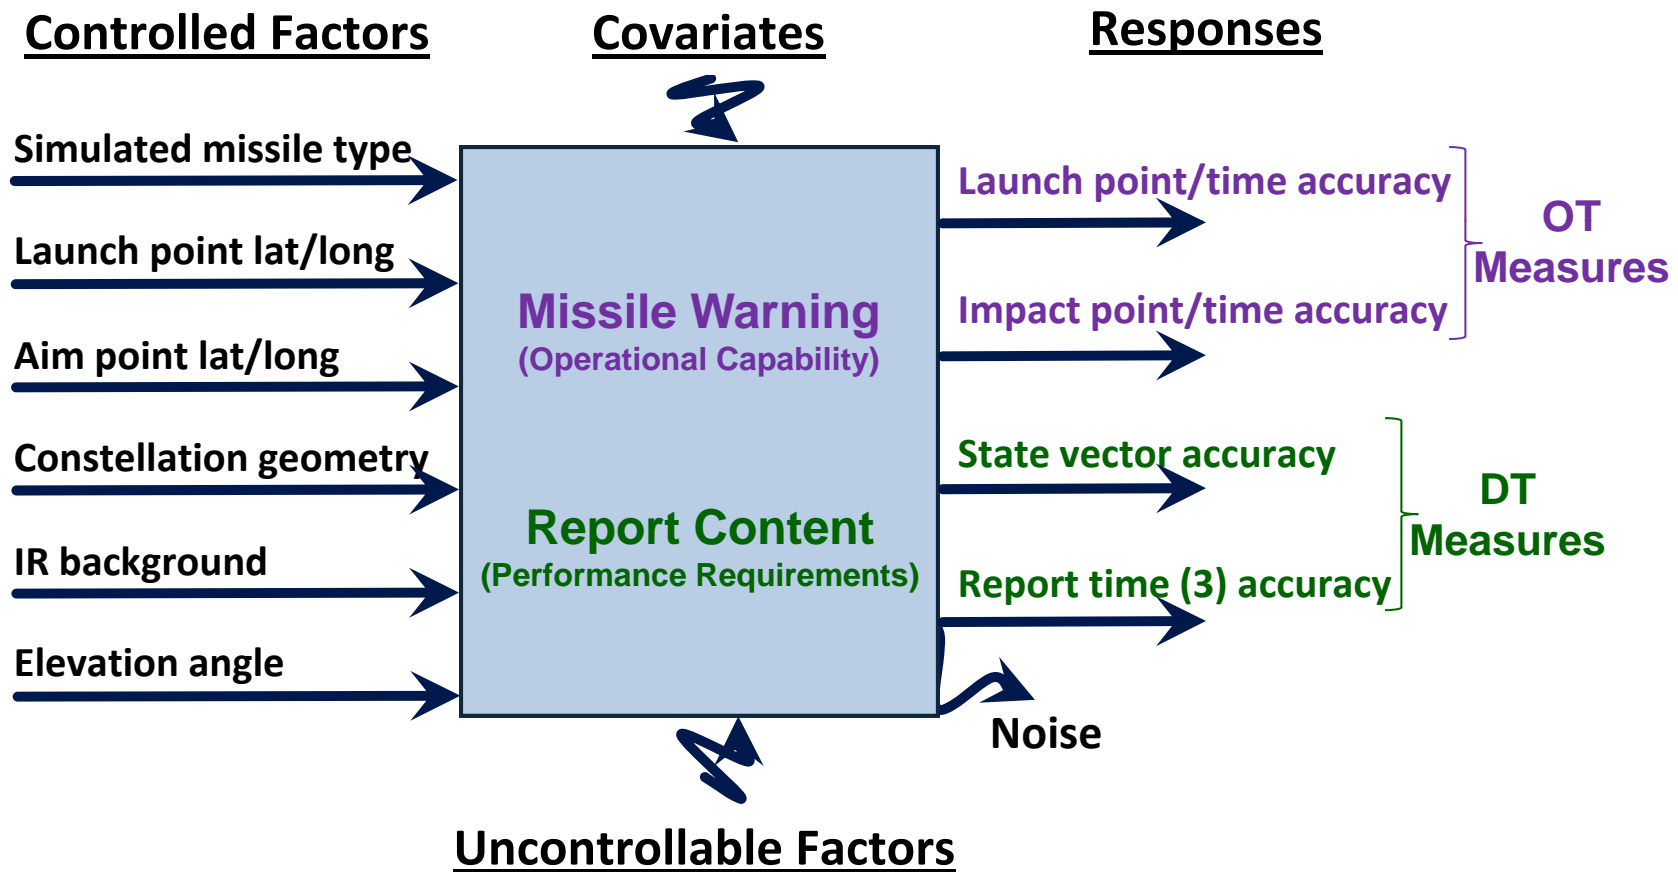 Controlled Factors
Covariates
Responses
Simulated missile type
Launch point lat/long
Aim point lat/long
Constellation geometry
IR background
Elevation angle
Missile Warning
(Operational Capability)
Report Content
(Performance Requirements)
Launch point/time accuracy
Impact point/time accuracy
OT
Measures
State vector accuracy
Report time (3) accuracy
DT
Measures
Noise
Uncontrollable Factors